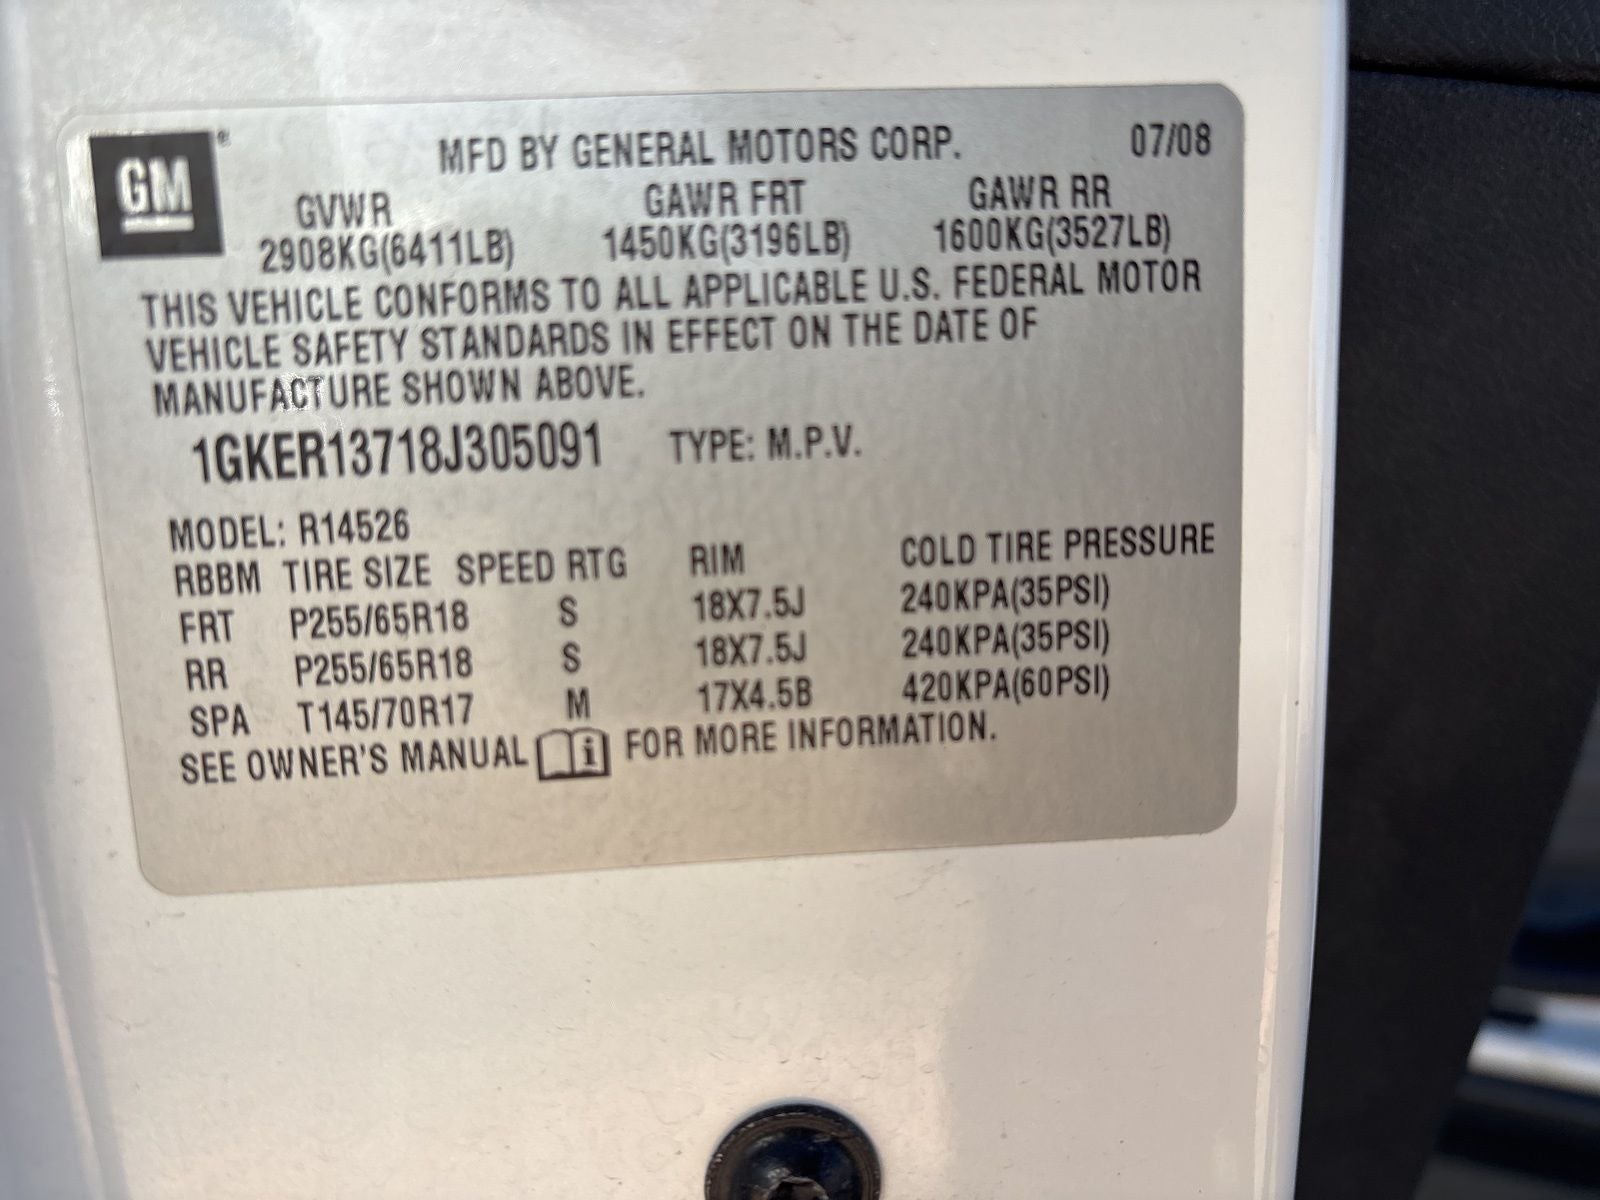 GM®
MFD BY GENERAL MOTORS CORP. 07/08
GVWR GAWR FRT GAWR RR
2908KG(6411LB) 1450KG(3196LB) 1600KG(3527LB)
THIS VEHICLE CONFORMS TO ALL APPLICABLE U.S. FEDERAL MOTOR
VEHICLE SAFETY STANDARDS IN EFFECT ON THE DATE OF
MANUFACTURE SHOWN ABOVE.
1GKER13718J305091 TYPE: M.P.V.
MODEL: R14526
RBBM TIRE SIZE SPEED RTG RIM COLD TIRE PRESSURE
FRT P255/65R18 S 18X7.5J 240KPA(35PSI)
RR P255/65R18 S 18X7.5J 240KPA(35PSI)
SPA T145/70R17 M 17X4.5B 420KPA(60PSI)
SEE OWNER'S MANUAL i FOR MORE INFORMATION.